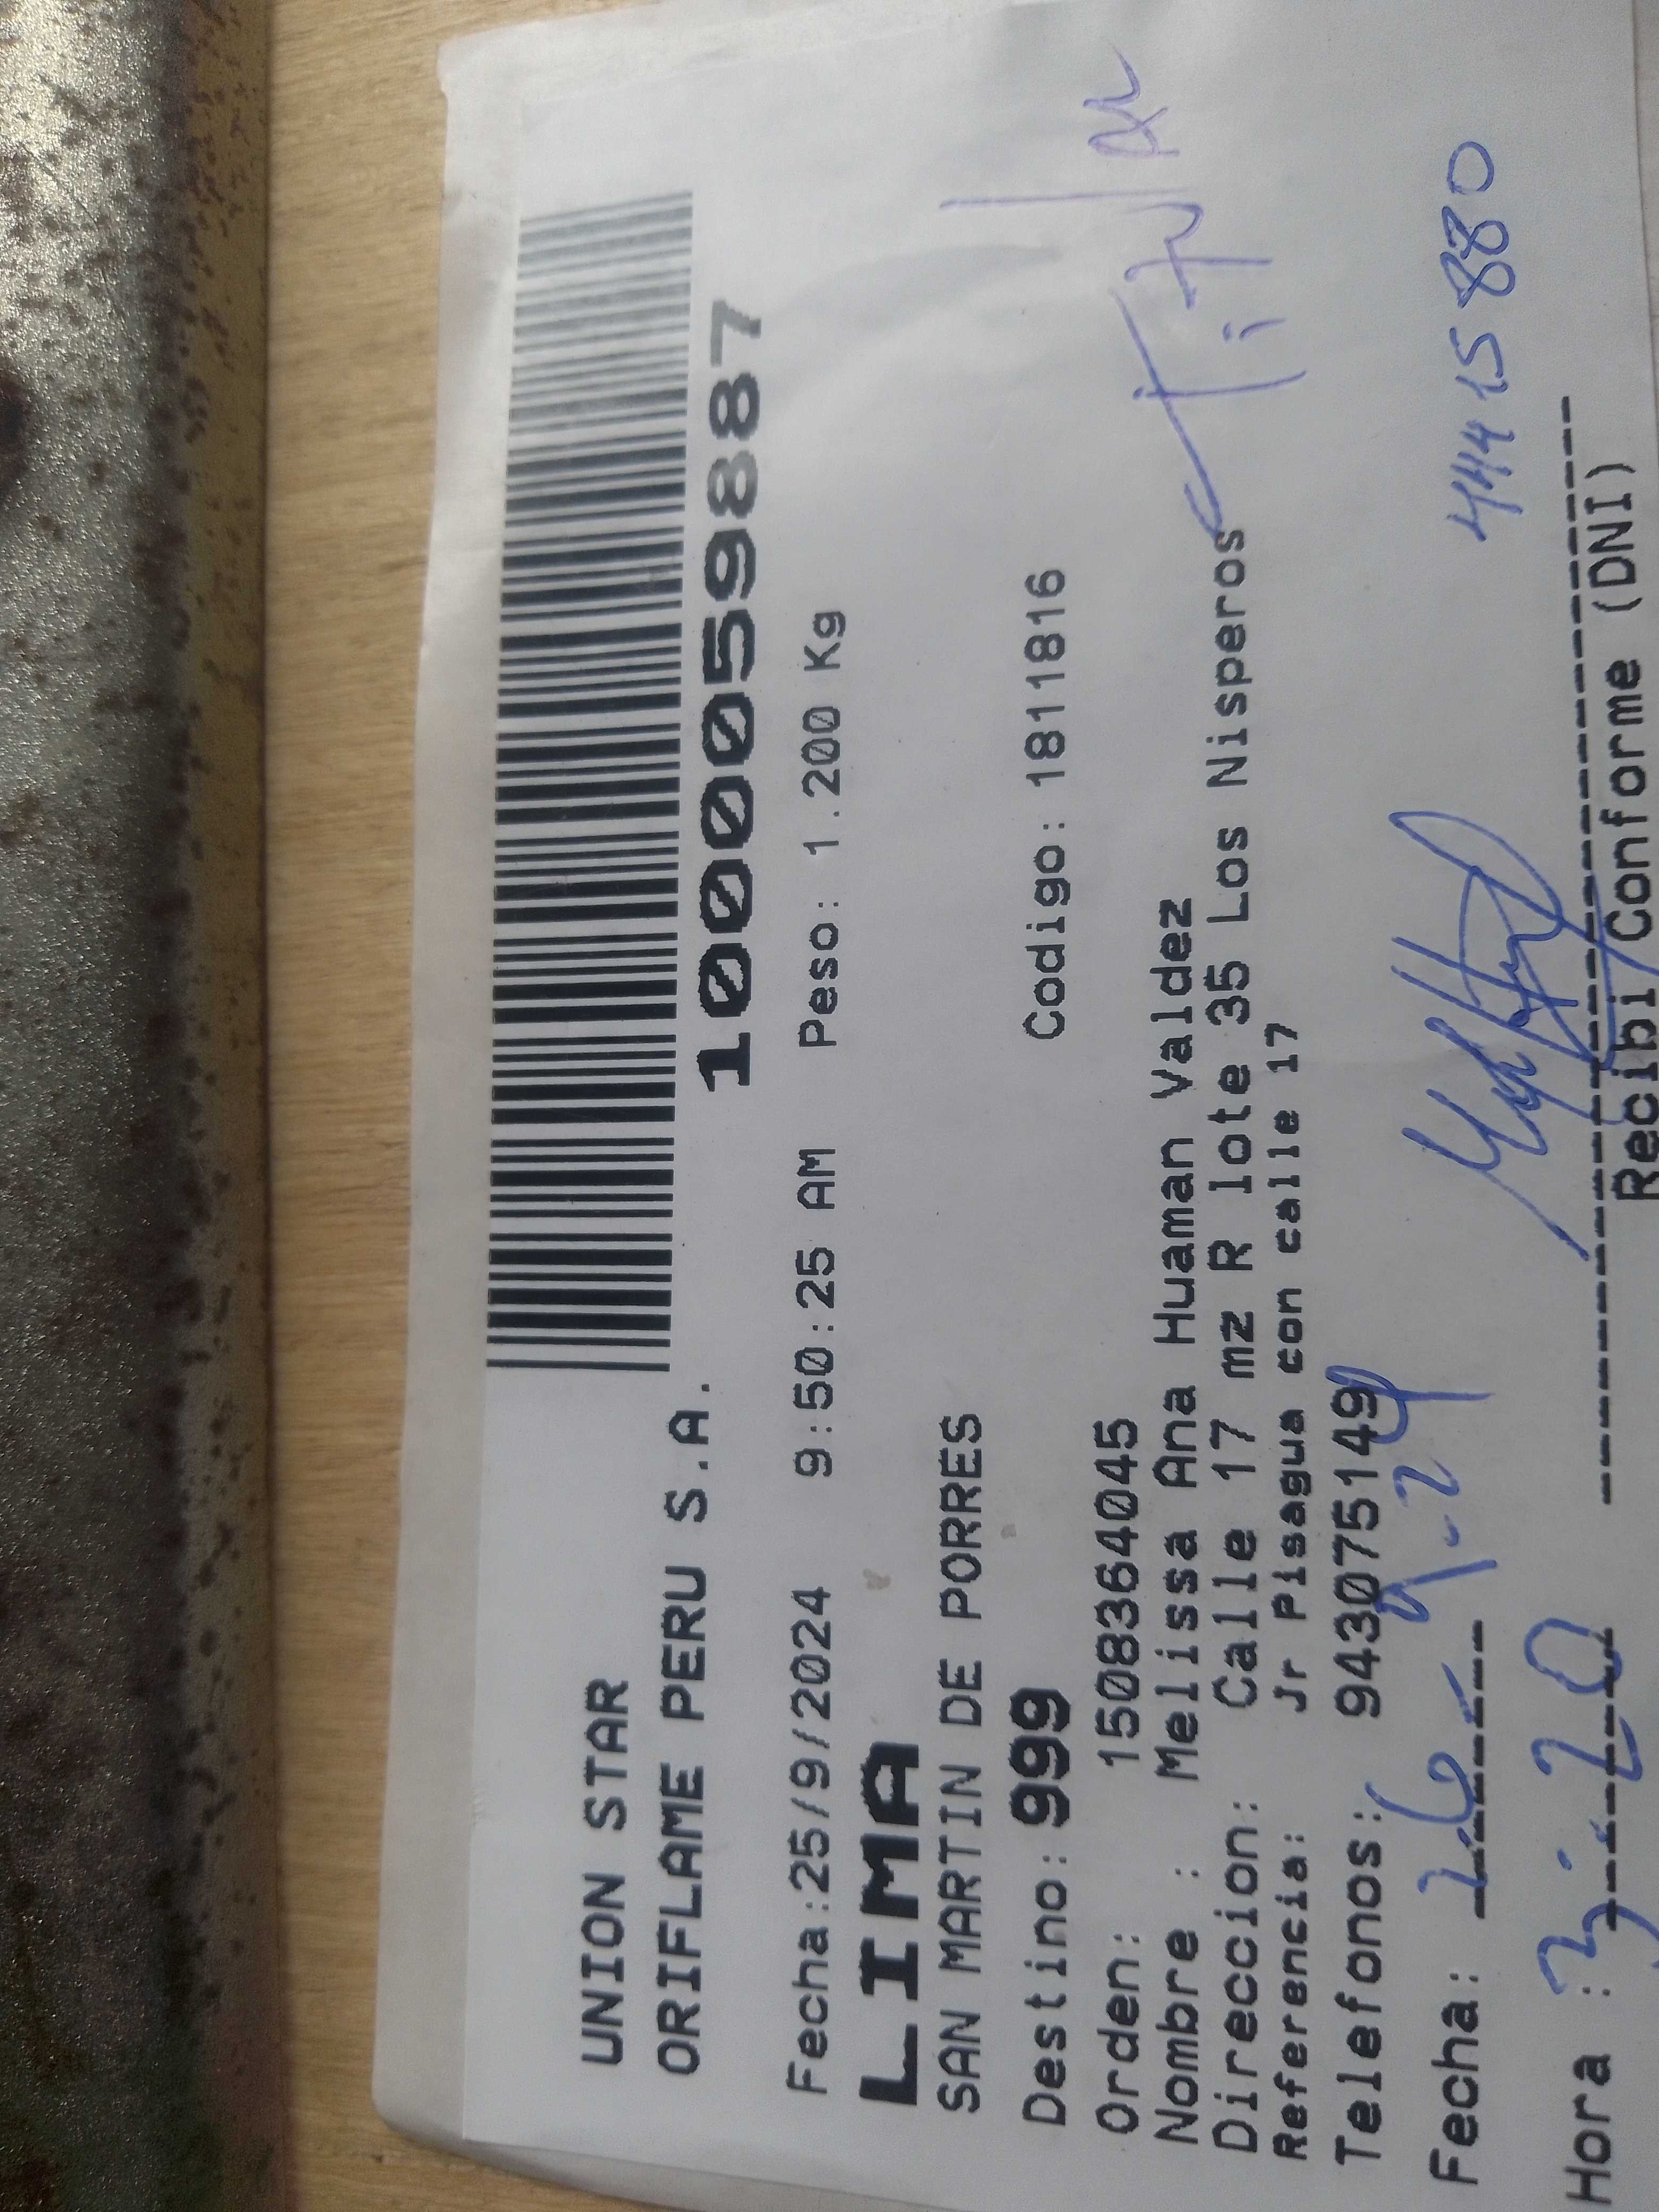 UNION STAR
ORIFLAME PERU S.A.
1000059887
Fecha:25/9/2024 9:50:25 AM Peso: 1.200 Kg
LIMA
SAN MARTIN DE PORRES
Destino: 999 Codigo: 1811816
Orden: 1508364045
Nombre : Melissa Ana Huaman Valdez
Direccion: Calle 17 mz R lote 35 Los Nisperos
Referencia: Jr Pisagua con calle 17
Titular
Telefonos: 943075149
Fecha: 26-9-24
44415880
Hora : 3:20
Recibi Conforme (DNI)